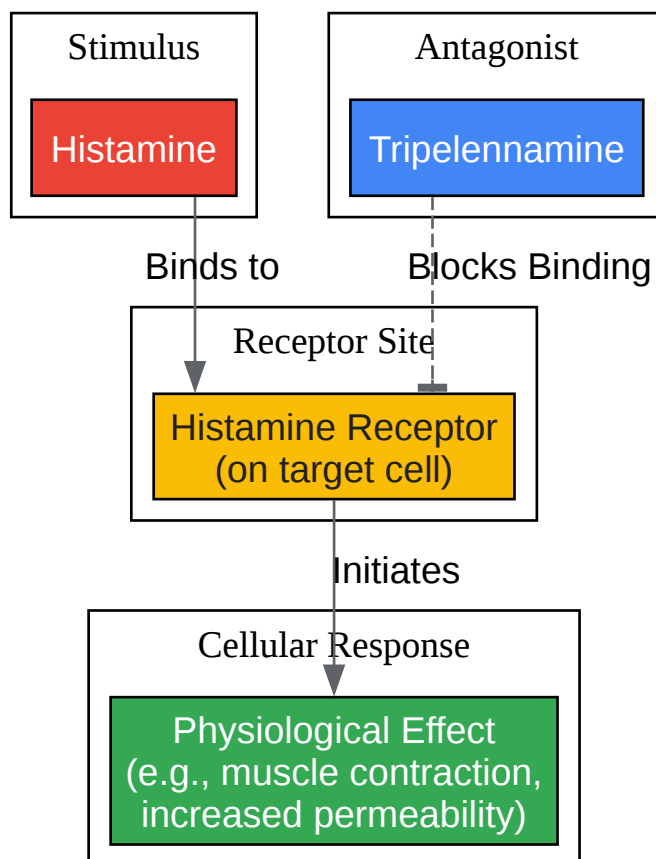 Stimulus
Antagonist
Histamine
Tripelennamine
Binds to
Blocks Binding
Receptor Site
Histamine Receptor
(on target cell)
Initiates
Cellular Response
Physiological Effect
(e.g., muscle contraction,
increased permeability)